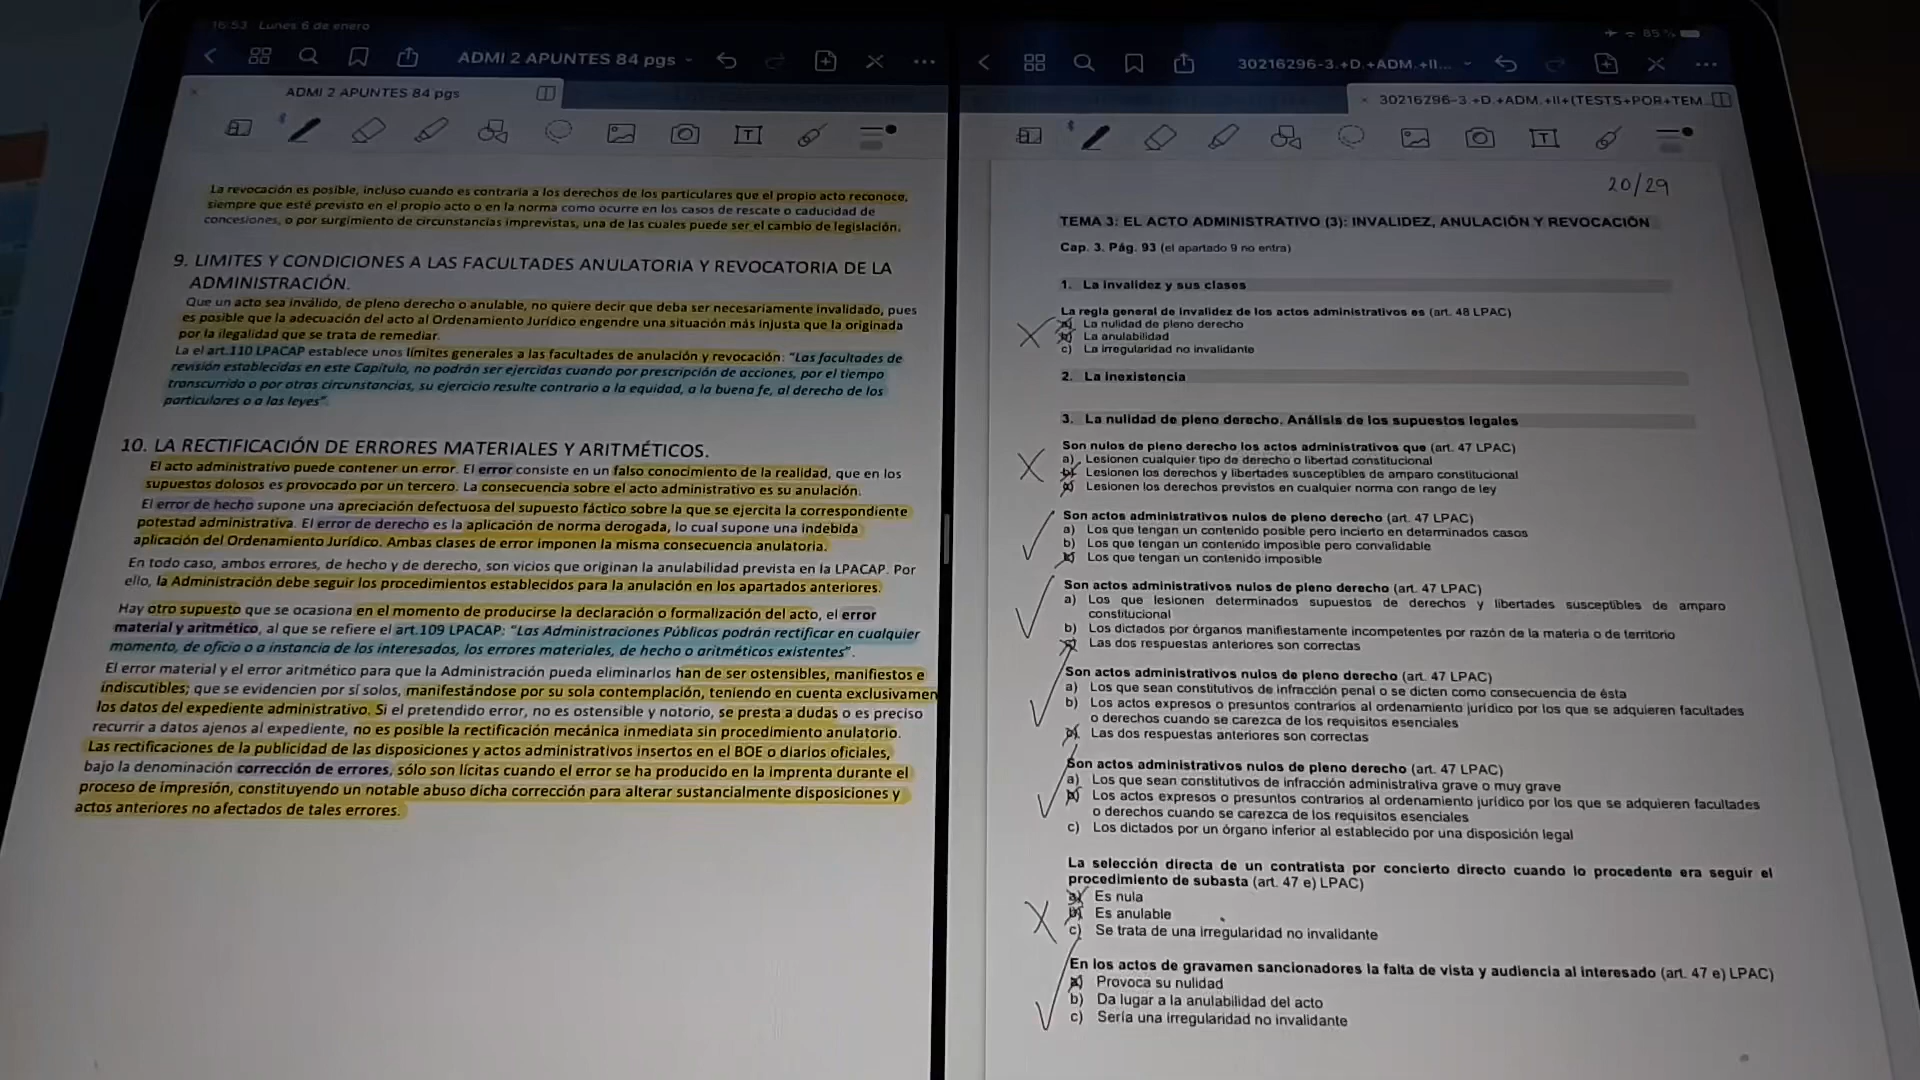 16:53 Lunes 6 de enero
85%
ADMI 2 APUNTES 84 pgs
ADMI 2 APUNTES 84 pgs
La revocación es posible, incluso cuando es contraria a los derechos de los particulares que el propio acto reconoce,
siempre que esté previsto en el propio acto o en la norma como ocurre en los casos de rescate o caducidad de
concesiones, o por surgimiento de circunstancias imprevistas, una de las cuales puede ser el cambio de legislación.
9. LIMITES Y CONDICIONES A LAS FACULTADES ANULATORIA Y REVOCATORIA DE LA
ADMINISTRACIÓN.
Que un acto sea inválido, de pleno derecho o anulable, no quiere decir que deba ser necesariamente invalidado, pues
es posible que la adecuación del acto al Ordenamiento Jurídico engendre una situación más injusta que la originada
por la ilegalidad que se trata de remediar.
La el art.110 LPACAP establece unos límites generales a las facultades de anulación y revocación: "Las facultades de
revisión establecidas en este Capítulo, no podrán ser ejercidas cuando por prescripción de acciones, por el tiempo
transcurrido o por otras circunstancias, su ejercicio resulte contrario a la equidad, a la buena fe, al derecho de los
particulares o a las leyes".
10. LA RECTIFICACIÓN DE ERRORES MATERIALES Y ARITMÉTICOS.
El acto administrativo puede contener un error. El error consiste en un falso conocimiento de la realidad, que en los
supuestos dolosos es provocado por un tercero. La consecuencia sobre el acto administrativo es su anulación.
El error de hecho supone una apreciación defectuosa del supuesto fáctico sobre la que se ejercita la correspondiente
potestad administrativa. El error de derecho es la aplicación de norma derogada, lo cual supone una indebida
aplicación del Ordenamiento Jurídico. Ambas clases de error imponen la misma consecuencia anulatoria.
En todo caso, ambos errores, de hecho y de derecho, son vicios que originan la anulabilidad prevista en la LPACAP. Por
ello, la Administración debe seguir los procedimientos establecidos para la anulación en los apartados anteriores.
Hay otro supuesto que se ocasiona en el momento de producirse la declaración o formalización del acto, el error
material y aritmético, al que se refiere el art.109 LPACAP: "Las Administraciones Públicas podrán rectificar en cualquier
momento, de oficio o a instancia de los interesados, los errores materiales, de hecho o aritméticos existentes".
El error material y el error aritmético para que la Administración pueda eliminarlos han de ser ostensibles, manifiestos e
indiscutibles; que se evidencien por sí solos, manifestándose por su sola contemplación, teniendo en cuenta exclusivamen
los datos del expediente administrativo. Si el pretendido error, no es ostensible y notorio, se presta a dudas o es preciso
recurrir a datos ajenos al expediente, no es posible la rectificación mecánica inmediata sin procedimiento anulatorio.
Las rectificaciones de la publicidad de las disposiciones y actos administrativos insertos en el BOE o diarios oficiales,
bajo la denominación corrección de errores, sólo son lícitas cuando el error se ha producido en la imprenta durante el
proceso de impresión, constituyendo un notable abuso dicha corrección para alterar sustancialmente disposiciones y
actos anteriores no afectados de tales errores.
30216296-3.+D.+ADM.+II...
30216296-3.+D.+ADM.+II+(TESTS+POR+TEM
20/29
TEMA 3: EL ACTO ADMINISTRATIVO (3): INVALIDEZ, ANULACIÓN Y REVOCACIÓN
Cap. 3. Pág. 93 (el apartado 9 no entra)
1. La invalidez y sus clases
La regla general de invalidez de los actos administrativos es (art. 48 LPAC)
a) La nulidad de pleno derecho
b) La anulabilidad
c) La irregularidad no invalidante
2. La inexistencia
3. La nulidad de pleno derecho. Análisis de los supuestos legales
Son nulos de pleno derecho los actos administrativos que (art. 47 LPAC)
a) Lesionen cualquier tipo de derecho o libertad constitucional
b) Lesionen los derechos y libertades susceptibles de amparo constitucional
c) Lesionen los derechos previstos en cualquier norma con rango de ley
Son actos administrativos nulos de pleno derecho (art. 47 LPAC)
a) Los que tengan un contenido posible pero incierto en determinados casos
b) Los que tengan un contenido imposible pero convalidable
c) Los que tengan un contenido imposible
Son actos administrativos nulos de pleno derecho (art. 47 LPAC)
a) Los que lesionen determinados supuestos de derechos y libertades susceptibles de amparo
constitucional
b) Los dictados por órganos manifiestamente incompetentes por razón de la materia o de territorio
c) Las dos respuestas anteriores son correctas
Son actos administrativos nulos de pleno derecho (art. 47 LPAC)
a) Los que sean constitutivos de infracción penal o se dicten como consecuencia de ésta
b) Los actos expresos o presuntos contrarios al ordenamiento jurídico por los que se adquieren facultades
o derechos cuando se carezca de los requisitos esenciales
c) Las dos respuestas anteriores son correctas
Son actos administrativos nulos de pleno derecho (art. 47 LPAC)
a) Los que sean constitutivos de infracción administrativa grave o muy grave
b) Los actos expresos o presuntos contrarios al ordenamiento jurídico por los que se adquieren facultades
o derechos cuando se carezca de los requisitos esenciales
c) Los dictados por un órgano inferior al establecido por una disposición legal
La selección directa de un contratista por concierto directo cuando lo procedente era seguir el
procedimiento de subasta (art. 47 e) LPAC)
a) Es nula
b) Es anulable
c) Se trata de una irregularidad no invalidante
En los actos de gravamen sancionadores la falta de vista y audiencia al interesado (art. 47 e) LPAC)
a) Provoca su nulidad
b) Da lugar a la anulabilidad del acto
c) Sería una irregularidad no invalidante